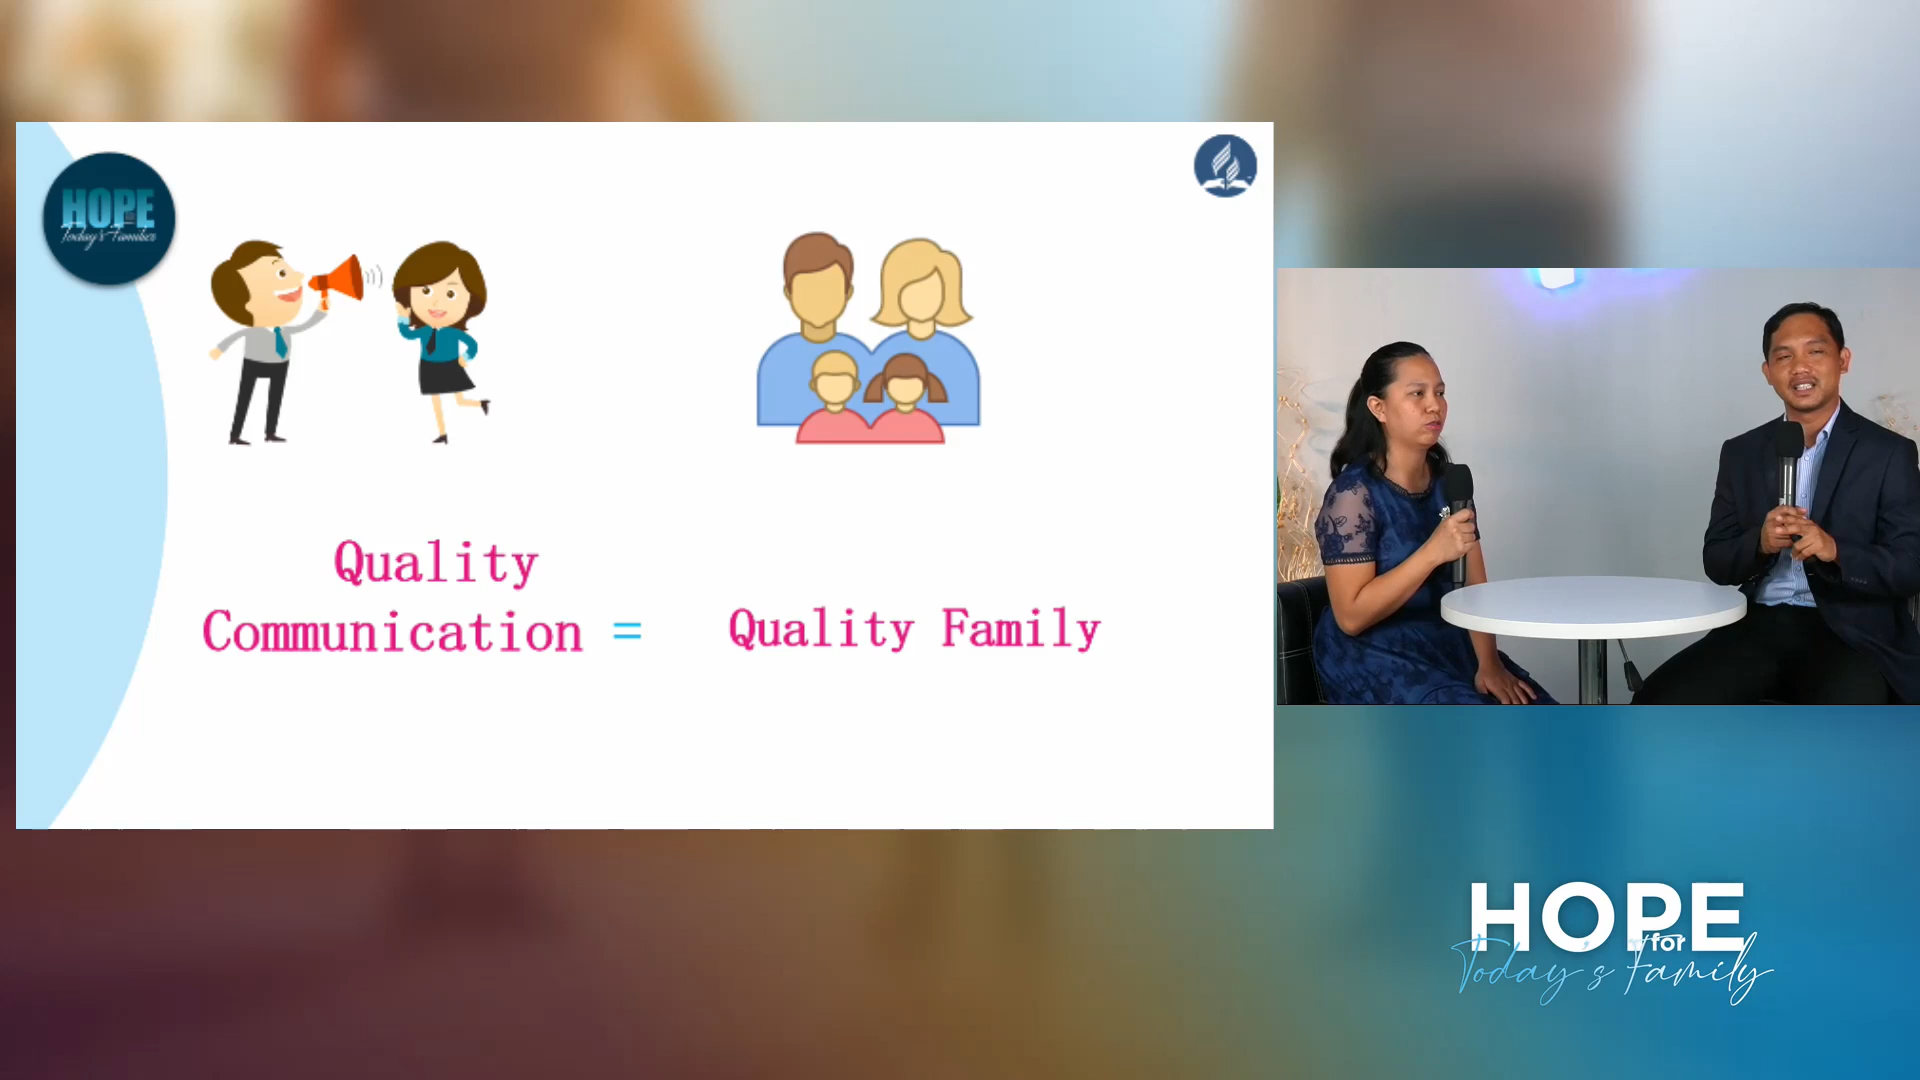 HOPE
Today's Families
Quality
Communication = Quality Family
HOPE
for
Today's Family